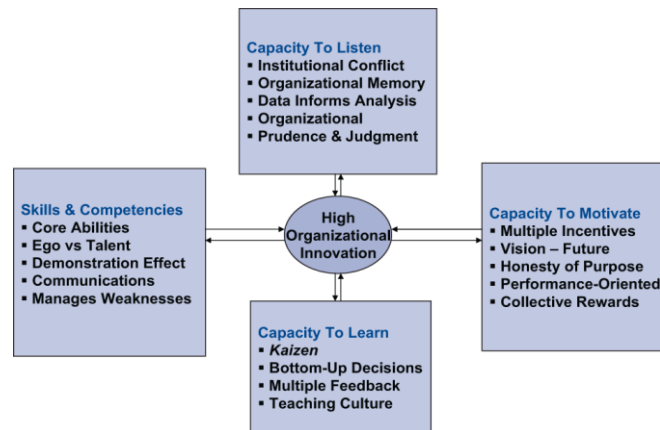 Capacity To Listen
▪ Institutional Conflict
▪ Organizational Memory
▪ Data Informs Analysis
▪ Organizational
▪ Prudence & Judgment
Skills & Competencies
▪ Core Abilities
▪ Ego vs Talent
▪ Demonstration Effect
▪ Communications
▪ Manages Weaknesses
High
Organizational
Innovation
Capacity To Motivate
▪ Multiple Incentives
▪ Vision – Future
▪ Honesty of Purpose
▪ Performance-Oriented
▪ Collective Rewards
Capacity To Learn
▪ Kaizen
▪ Bottom-Up Decisions
▪ Multiple Feedback
▪ Teaching Culture